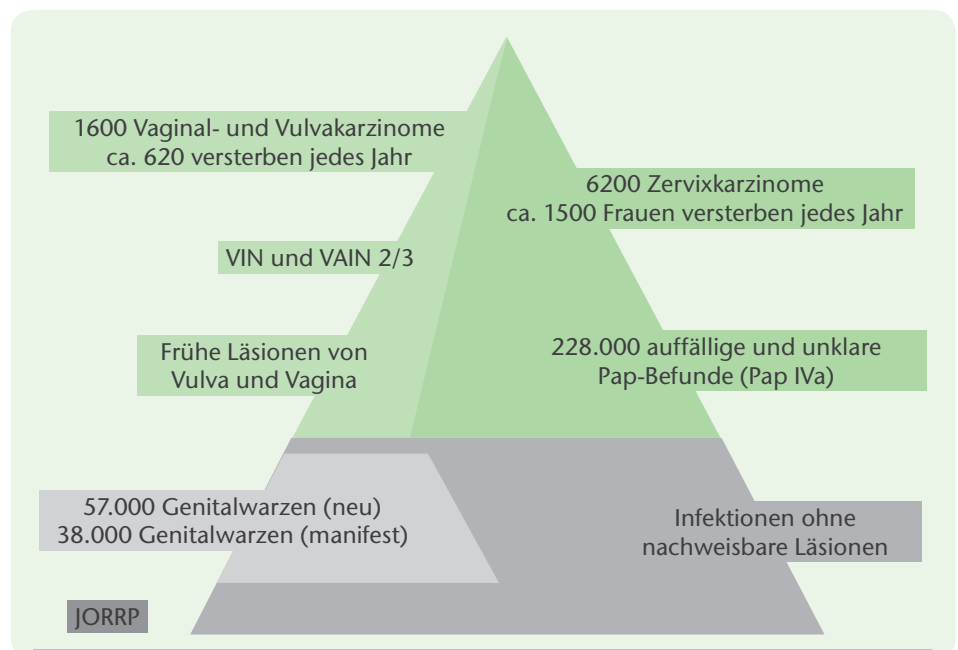 1600 Vaginal- und Vulvakarzinome
ca. 620 versterben jedes Jahr
6200 Zervixkarzinome
ca. 1500 Frauen versterben jedes Jahr
VIN und VAIN 2/3
Frühe Läsionen von
Vulva und Vagina
228.000 auffällige und unklare
Pap-Befunde (Pap IVa)
57.000 Genitalwarzen (neu)
38.000 Genitalwarzen (manifest)
Infektionen ohne
nachweisbare Läsionen
JORRP